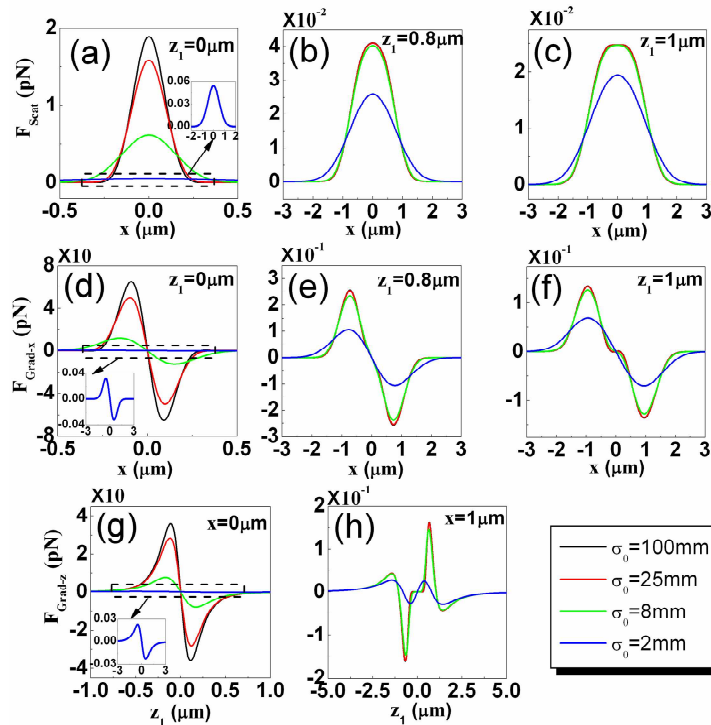 X10⁻² X10⁻²
(a) z₁=0μm (b) z₁=0.8μm (c) z₁=1μm
F_Scat (pN)
2
1
0
0.06
0.03
0.00
-2 -1 0 1 2
-0.5 0.0 0.5
x (μm)
4
3
2
1
0
-3 -2 -1 0 1 2 3
x (μm)
2
1
0
-3 -2 -1 0 1 2 3
x (μm)
X10 X10⁻¹ X10⁻¹
(d) z₁=0μm (e) z₁=0.8μm (f) z₁=1μm
F_Grad-x (pN)
8
4
0
-4
-8
0.04
0.00
-0.04
-3 0 3
-0.5 0.0 0.5
x (μm)
3
2
1
0
-1
-2
-3
-3 -2 -1 0 1 2 3
x (μm)
1
0
-1
-3 -2 -1 0 1 2 3
x (μm)
X10 X10⁻¹
(g) x=0μm (h) x=1μm
F_Grad-z (pN)
4
2
0
-2
-4
0.03
0.00
-0.03
-3 0 3
-1.0 -0.5 0.0 0.5 1.0
z₁ (μm)
2
1
0
-1
-2
-5.0 -2.5 0.0 2.5 5.0
z₁ (μm)
σ₀=100mm
σ₀=25mm
σ₀=8mm
σ₀=2mm